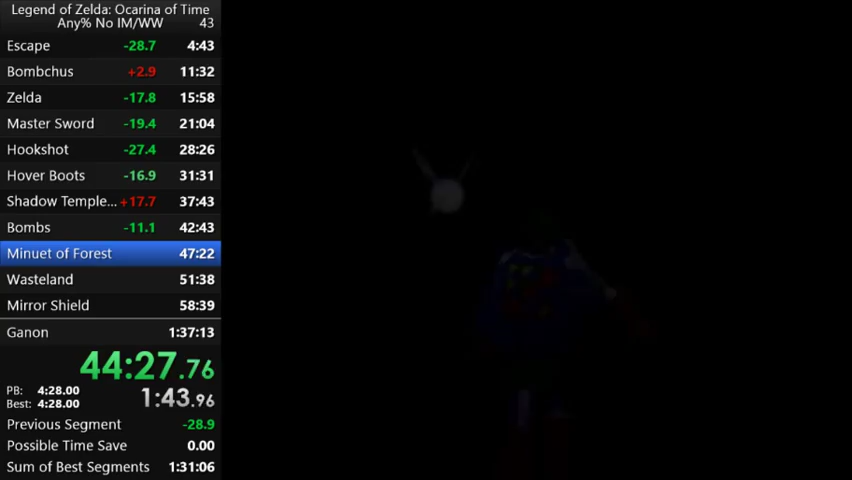 Legend of Zelda: Ocarina of Time
Any% No IM/WW 43
Escape -28.7 4:43
Bombchus +2.9 11:32
Zelda -17.8 15:58
Master Sword -19.4 21:04
Hookshot -27.4 28:26
Hover Boots -16.9 31:31
Shadow Temple... +17.7 37:43
Bombs -11.1 42:43
Minuet of Forest 47:22
Wasteland 51:38
Mirror Shield 58:39
Ganon 1:37:13
44:27.76
PB: 4:28.00
Best: 4:28.00 1:43.96
Previous Segment -28.9
Possible Time Save 0.00
Sum of Best Segments 1:31:06